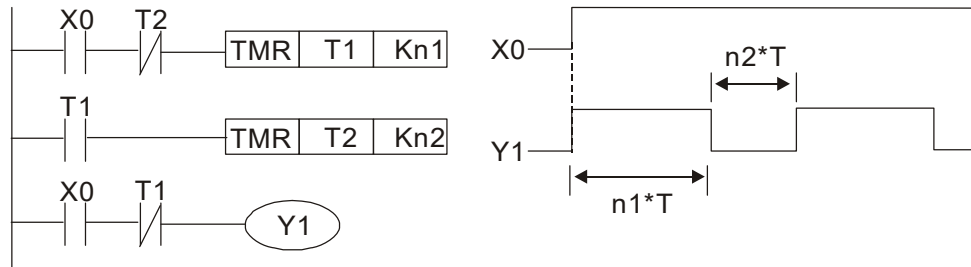 X0 T2
TMR T1 Kn1
T1
TMR T2 Kn2
X0 T1
Y1
X0
n2*T
Y1
n1*T